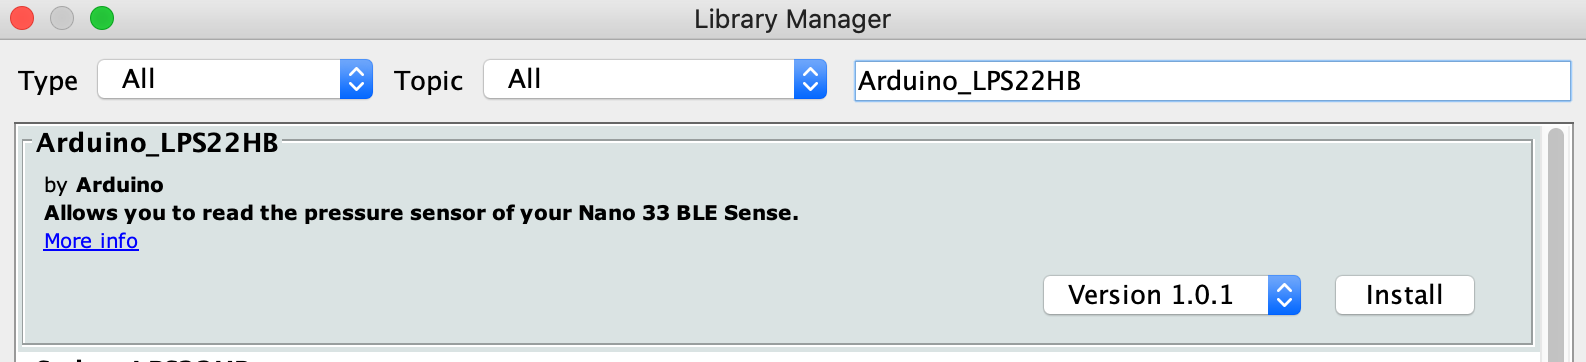 Library Manager
Type All Topic All Arduino_LPS22HB
Arduino_LPS22HB
by Arduino
Allows you to read the pressure sensor of your Nano 33 BLE Sense.
More info
Version 1.0.1 Install